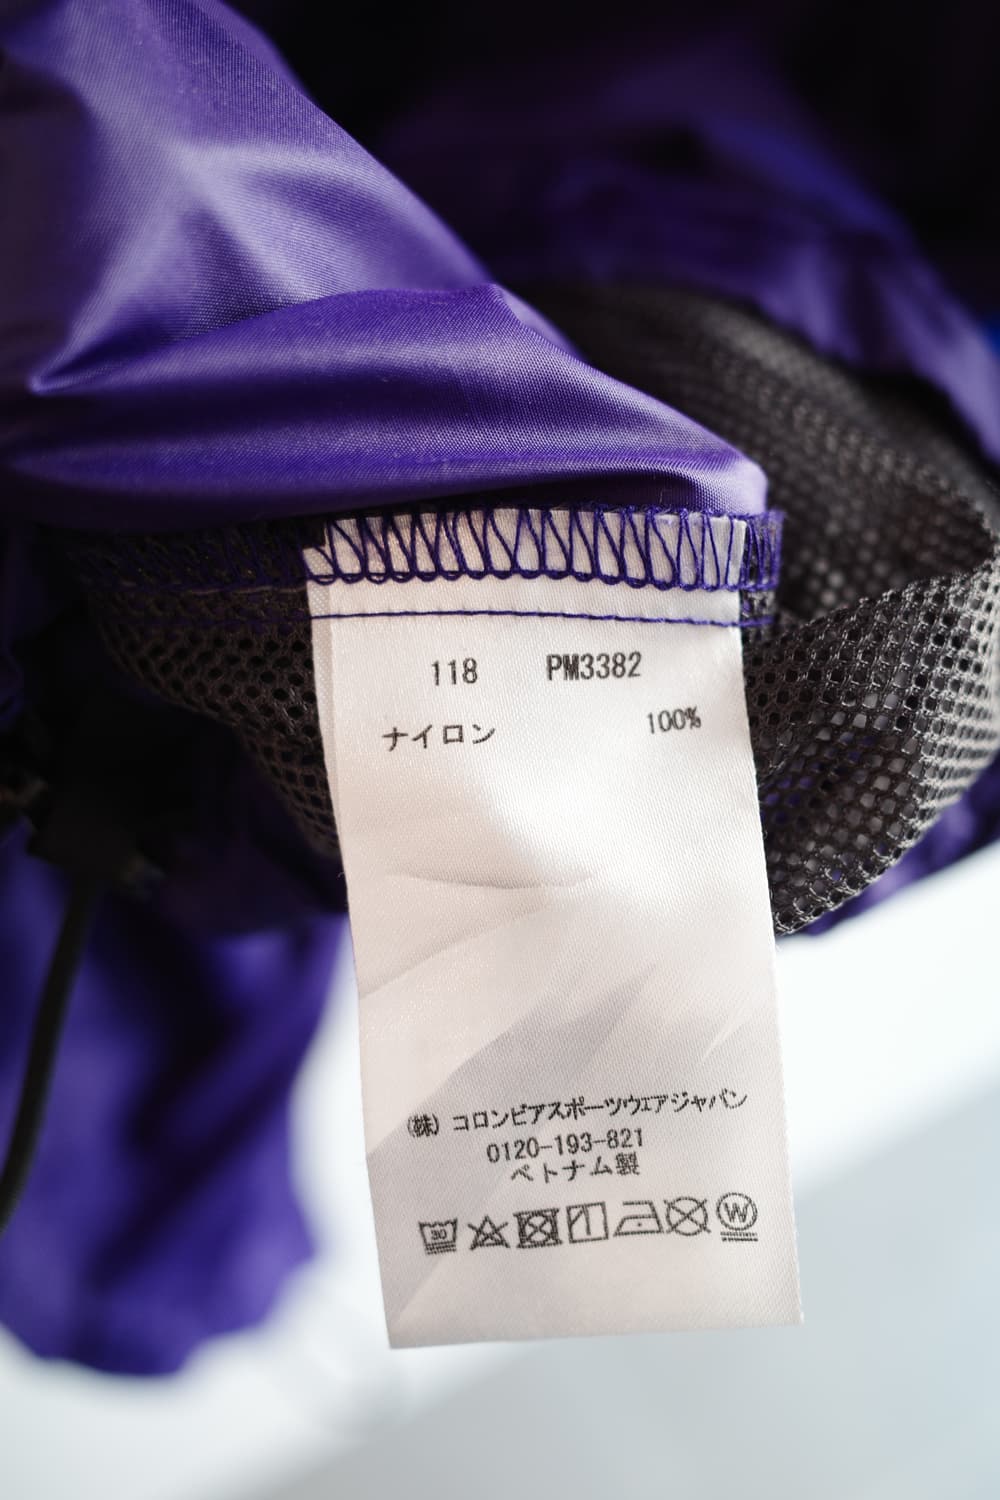 118 PM3382
ナイロン 100%
(株) コロンビアスポーツウェアジャパン
0120-193-821
ベトナム製
30
W